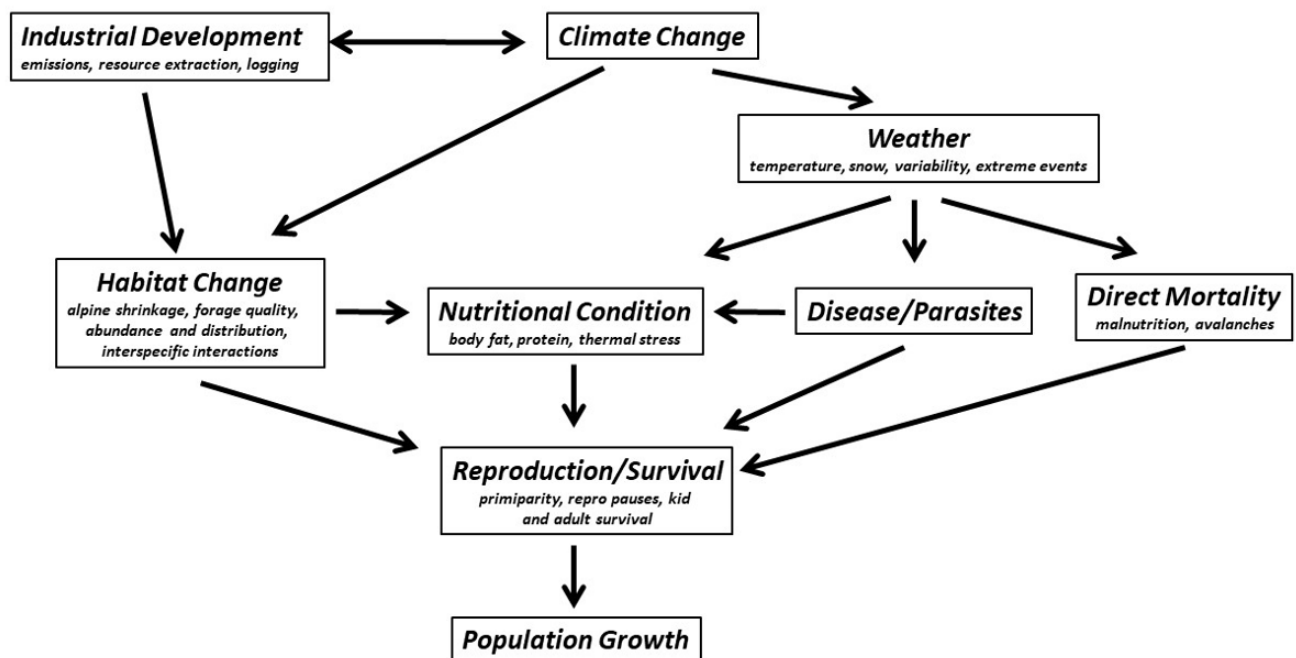 Industrial Development
emissions, resource extraction, logging
Climate Change
Weather
temperature, snow, variability, extreme events
Habitat Change
alpine shrinkage, forage quality,
abundance and distribution,
interspecific interactions
Nutritional Condition
body fat, protein, thermal stress
Disease/Parasites
Direct Mortality
malnutrition, avalanches
Reproduction/Survival
primiparity, repro pauses, kid
and adult survival
Population Growth